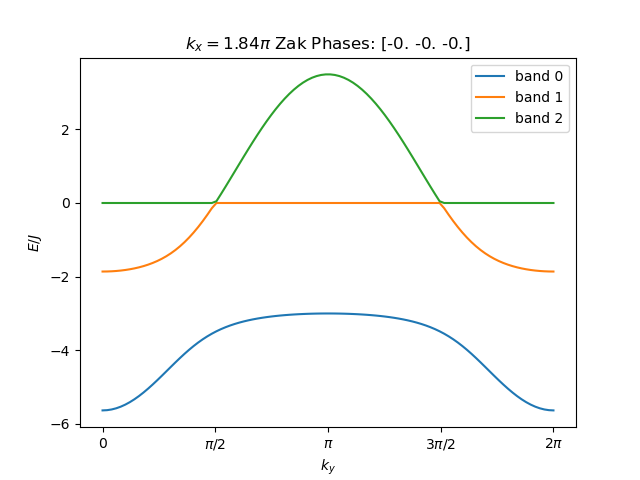 k_x = 1.84π Zak Phases: [-0. -0. -0.]
band 0
band 1
band 2
2
0
−2
−4
−6
E/J
0 π/2 π 3π/2 2π
k_y